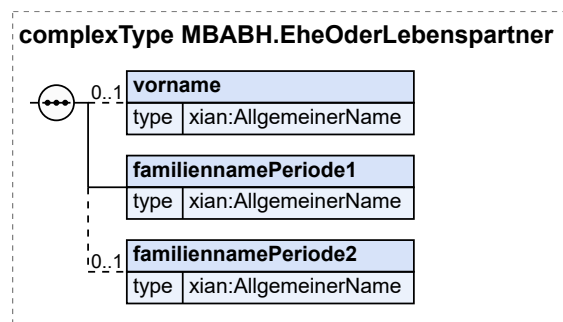 complexType MBABH.EheOderLebenspartner
0..1
vorname
type xian:AllgemeinerName
familiennamePeriode1
type xian:AllgemeinerName
0..1
familiennamePeriode2
type xian:AllgemeinerName